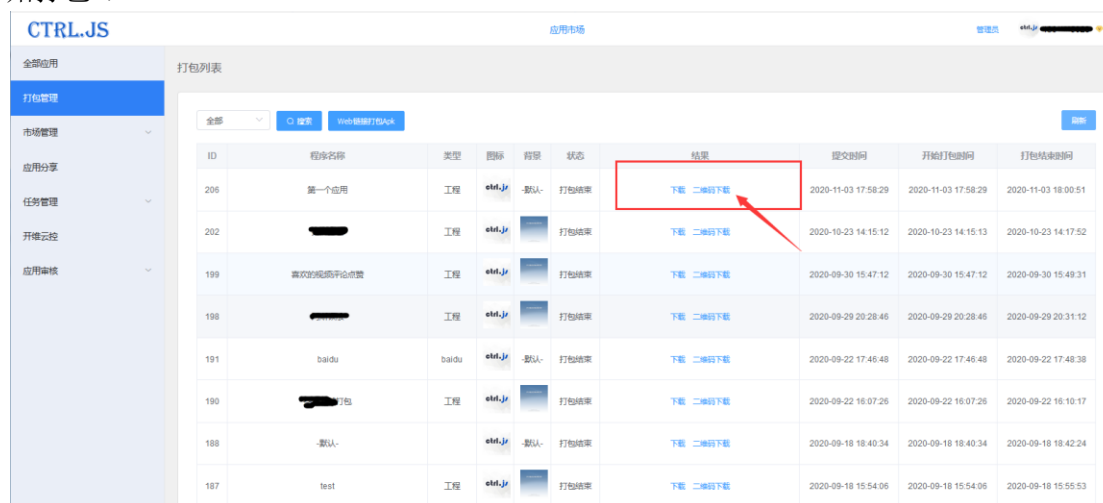 CTRL.JS 应用市场 管理员 ctrl.js
全部应用
打包列表
打包管理
全部 搜索 Web链接打包Apk 刷新
市场管理
ID 程序名称 类型 图标 背景 状态 结果 提交时间 开始打包时间 打包结束时间
应用分享
206 第一个应用 工程 ctrl.js -默认- 打包结束 下载 二维码下载 2020-11-03 17:58:29 2020-11-03 17:58:29 2020-11-03 18:00:51
任务管理
202 工程 ctrl.js 打包结束 下载 二维码下载 2020-10-23 14:15:12 2020-10-23 14:15:13 2020-10-23 14:17:52
开维云控
应用审核
199 喜欢的视频评论点赞 工程 ctrl.js 打包结束 下载 二维码下载 2020-09-30 15:47:12 2020-09-30 15:47:12 2020-09-30 15:49:31
198 工程 ctrl.js 打包结束 下载 二维码下载 2020-09-29 20:28:46 2020-09-29 20:28:46 2020-09-29 20:31:12
191 baidu baidu ctrl.js -默认- 打包结束 下载 二维码下载 2020-09-22 17:46:48 2020-09-22 17:46:48 2020-09-22 17:48:38
190 打包 工程 ctrl.js 打包结束 下载 二维码下载 2020-09-22 16:07:26 2020-09-22 16:07:26 2020-09-22 16:10:17
188 -默认- ctrl.js -默认- 打包结束 下载 二维码下载 2020-09-18 18:40:34 2020-09-18 18:40:34 2020-09-18 18:42:24
187 test 工程 ctrl.js 打包结束 下载 二维码下载 2020-09-18 15:54:06 2020-09-18 15:54:06 2020-09-18 15:55:53